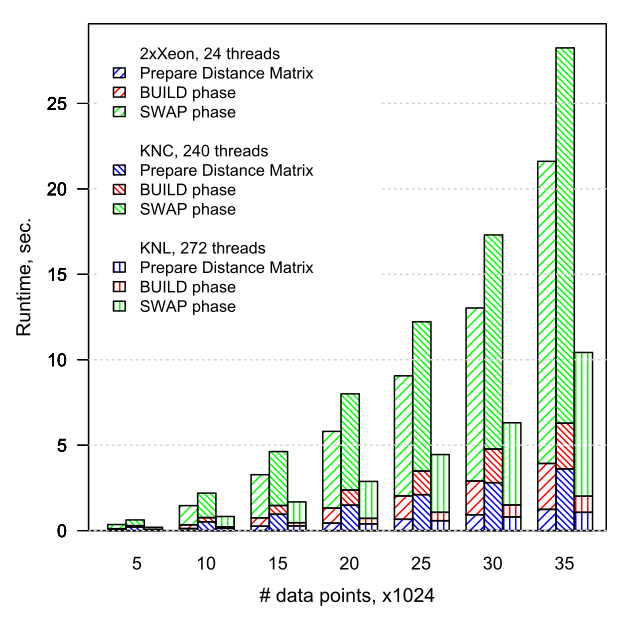 2xXeon, 24 threads
Prepare Distance Matrix
BUILD phase
SWAP phase
KNC, 240 threads
Prepare Distance Matrix
BUILD phase
SWAP phase
KNL, 272 threads
Prepare Distance Matrix
BUILD phase
SWAP phase
Runtime, sec.
25
20
15
10
5
0
5 10 15 20 25 30 35
# data points, x1024